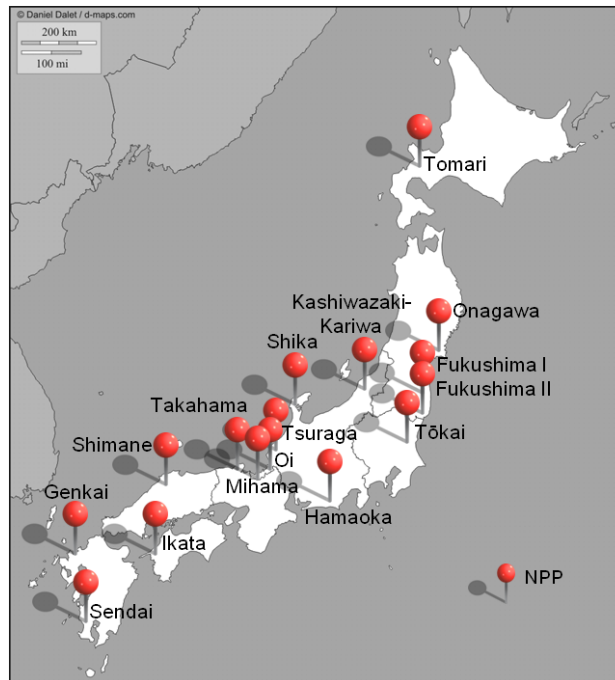 © Daniel Dalet / d-maps.com
200 km
100 mi
Tomari
Kashiwazaki-
Kariwa
Onagawa
Shika
Fukushima I
Fukushima II
Takahama
Tsuraga
Tōkai
Shimane
Oi
Mihama
Genkai
Hamaoka
Ikata
NPP
Sendai